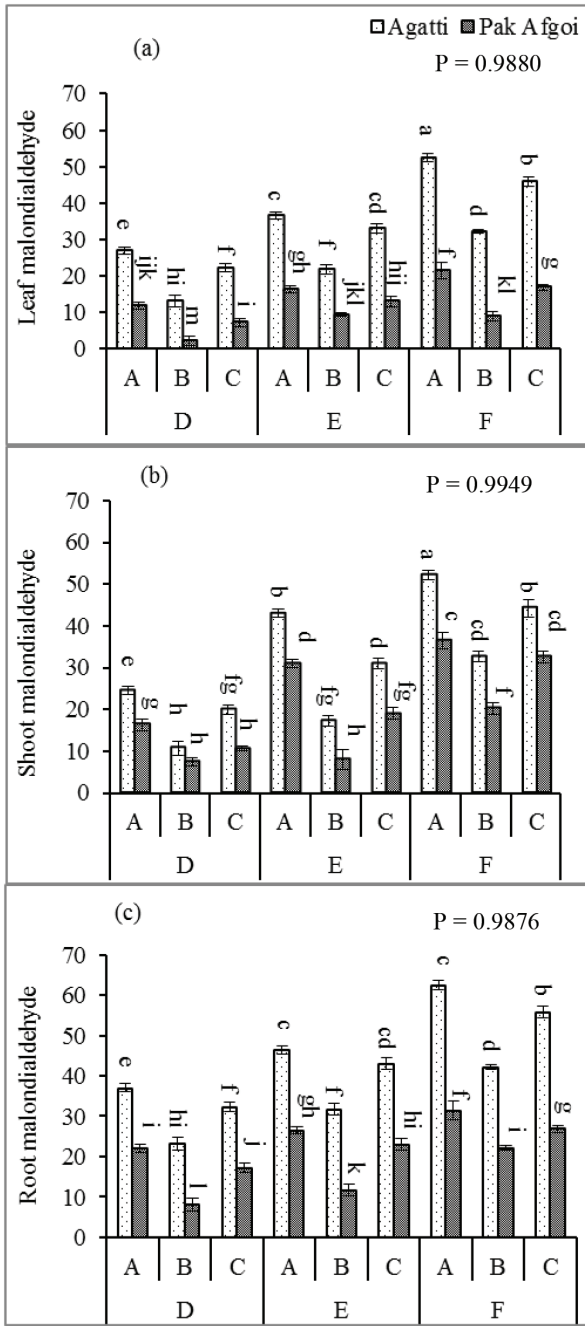 Agatti Pak Afgoi
(a)
P = 0.9880
Leaf malondialdehyde
70
60
50
40
30
20
10
0
e ijk hi m f i c gh f jkl cd hij a f d kl b g
A B C A B C A B C
D E F
(b)
P = 0.9949
Shoot malondialdehyde
70
60
50
40
30
20
10
0
e g h h fg h b d fg h d fg a c cd f b cd
A B C A B C A B C
D E F
(c)
P = 0.9876
Root malondialdehyde
70
60
50
40
30
20
10
0
e i hi l f j c gh f k cd hi c f d i b g
A B C A B C A B C
D E F